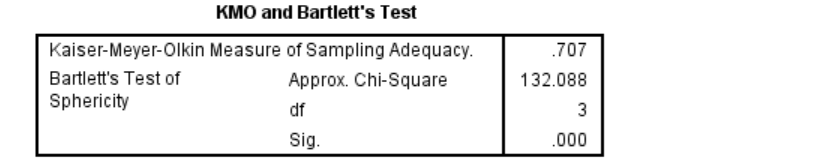 KMO and Bartlett's Test
Kaiser-Meyer-Olkin Measure of Sampling Adequacy. .707
Bartlett's Test of Sphericity Approx. Chi-Square 132.088
df 3
Sig. .000